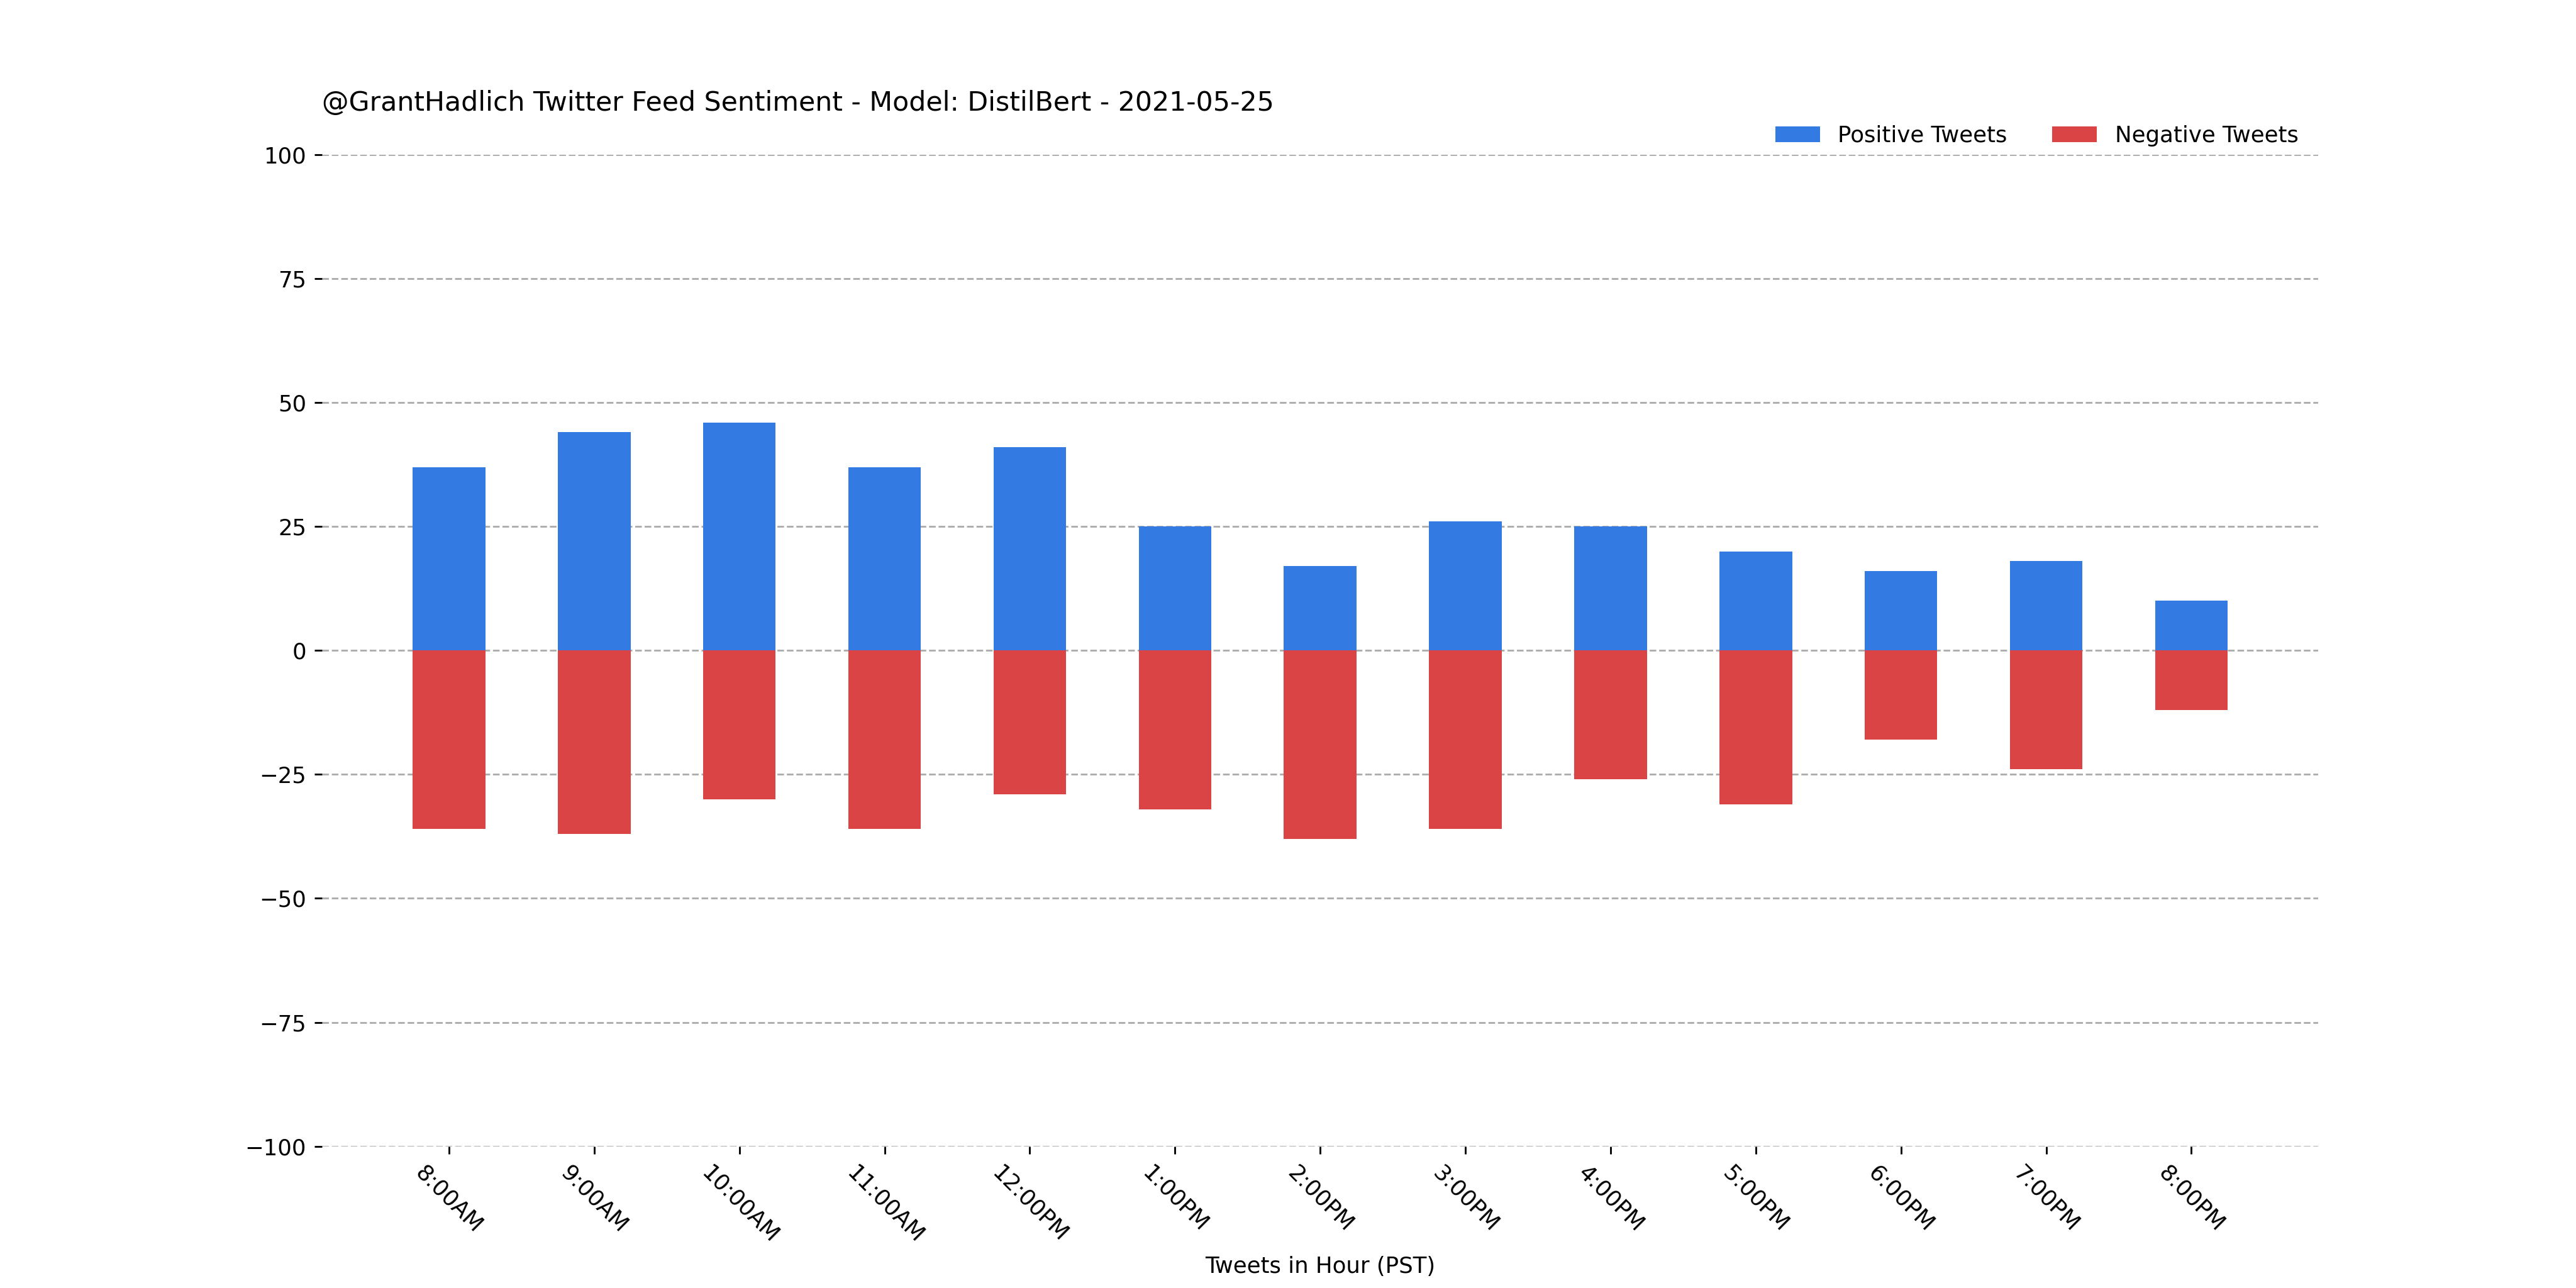 @GrantHadlich Twitter Feed Sentiment - Model: DistilBert - 2021-05-25
Positive Tweets
Negative Tweets
100
75
50
25
0
−25
−50
−75
−100
8:00AM
9:00AM
10:00AM
11:00AM
12:00PM
1:00PM
2:00PM
3:00PM
4:00PM
5:00PM
6:00PM
7:00PM
8:00PM
Tweets in Hour (PST)